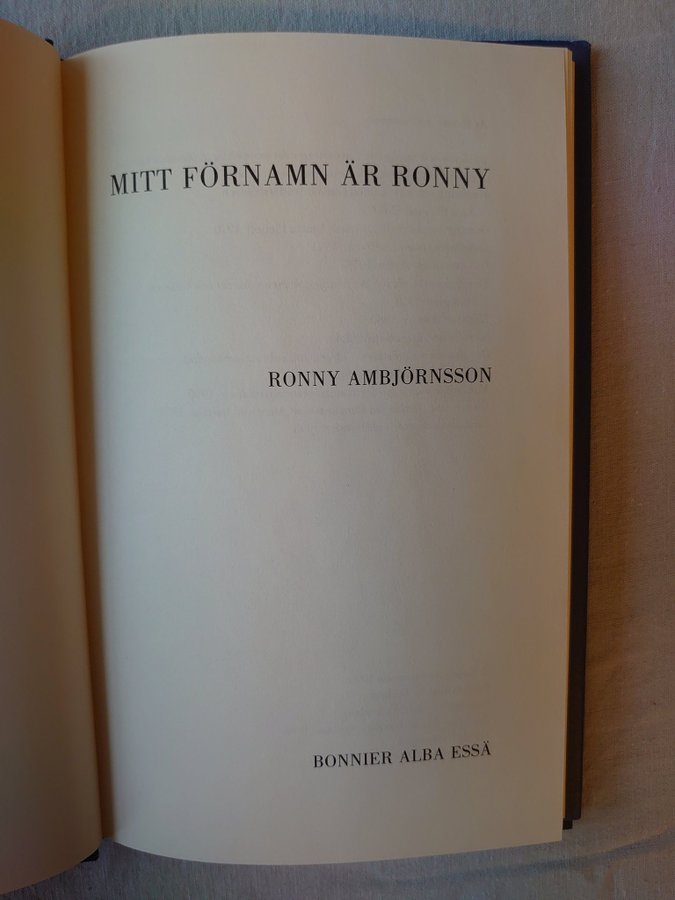 MITT FÖRNAMN ÄR RONNY
RONNY AMBJÖRNSSON
BONNIER ALBA ESSÄ